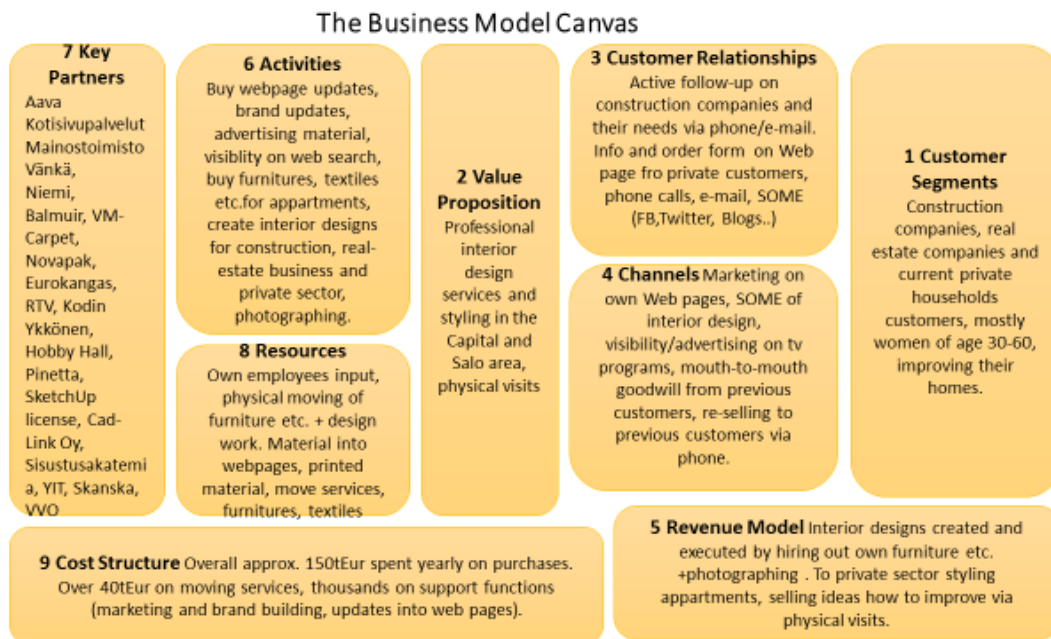 The Business Model Canvas
7 Key
Partners
Aava
Kotisivupalvelut
Mainostoimisto
Vänkä,
Niemi,
Balmuir, VM-
Carpet,
Novapak,
Eurokangas,
RTV, Kodin
Ykkönen,
Hobby Hall,
Pinetta,
SketchUp
license, Cad-
Link Oy,
Sisustusakatemi
a, YIT, Skanska,
VVO
6 Activities
Buy webpage updates,
brand updates,
advertising material,
visiblity on web search,
buy furnitures, textiles
etc.for appartments,
create interior designs
for construction, real-
estate business and
private sector,
photographing.
8 Resources
Own employees input,
physical moving of
furniture etc. + design
work. Material into
webpages, printed
material, move services,
furnitures, textiles
2 Value
Proposition
Professional
interior
design
services and
styling in the
Capital and
Salo area,
physical visits
3 Customer Relationships
Active follow-up on
construction companies and
their needs via phone/e-mail.
Info and order form on Web
page fro private customers,
phone calls, e-mail, SOME
(FB,Twitter, Blogs..)
4 Channels Marketing on
own Web pages, SOME of
interior design,
visibility/advertising on tv
programs, mouth-to-mouth
goodwill from previous
customers, re-selling to
previous customers via
phone.
1 Customer
Segments
Construction
companies, real
estate companies and
current private
households
customers, mostly
women of age 30-60,
improving their
homes.
9 Cost Structure Overall approx. 150tEur spent yearly on purchases.
Over 40tEur on moving services, thousands on support functions
(marketing and brand building, updates into web pages).
5 Revenue Model Interior designs created and
executed by hiring out own furniture etc.
+photographing . To private sector styling
appartments, selling ideas how to improve via
physical visits.